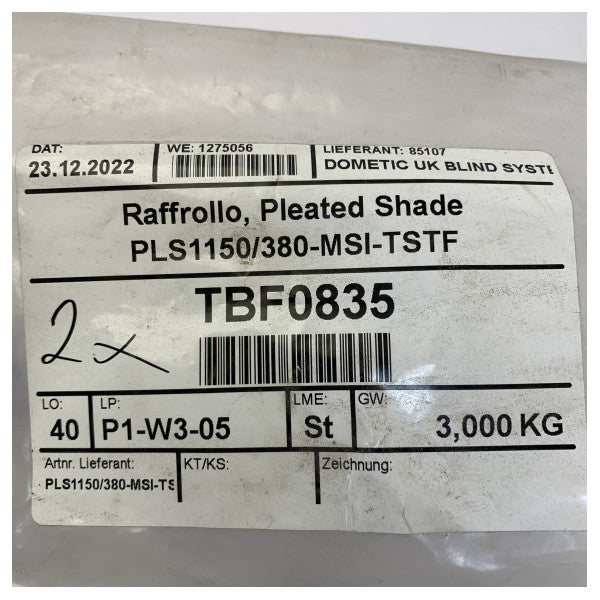 DAT: WE: 1275056 LIEFERANT: 85107
23.12.2022 DOMETIC UK BLIND SYSTE
Raffrollo, Pleated Shade
PLS1150/380-MSI-TSTF
TBF0835
2x
LO: LP: LME: GW:
40 P1-W3-05 St 3,000 KG
Artnr. Lieferant: KT/KS: Zeichnung:
PLS1150/380-MSI-TS